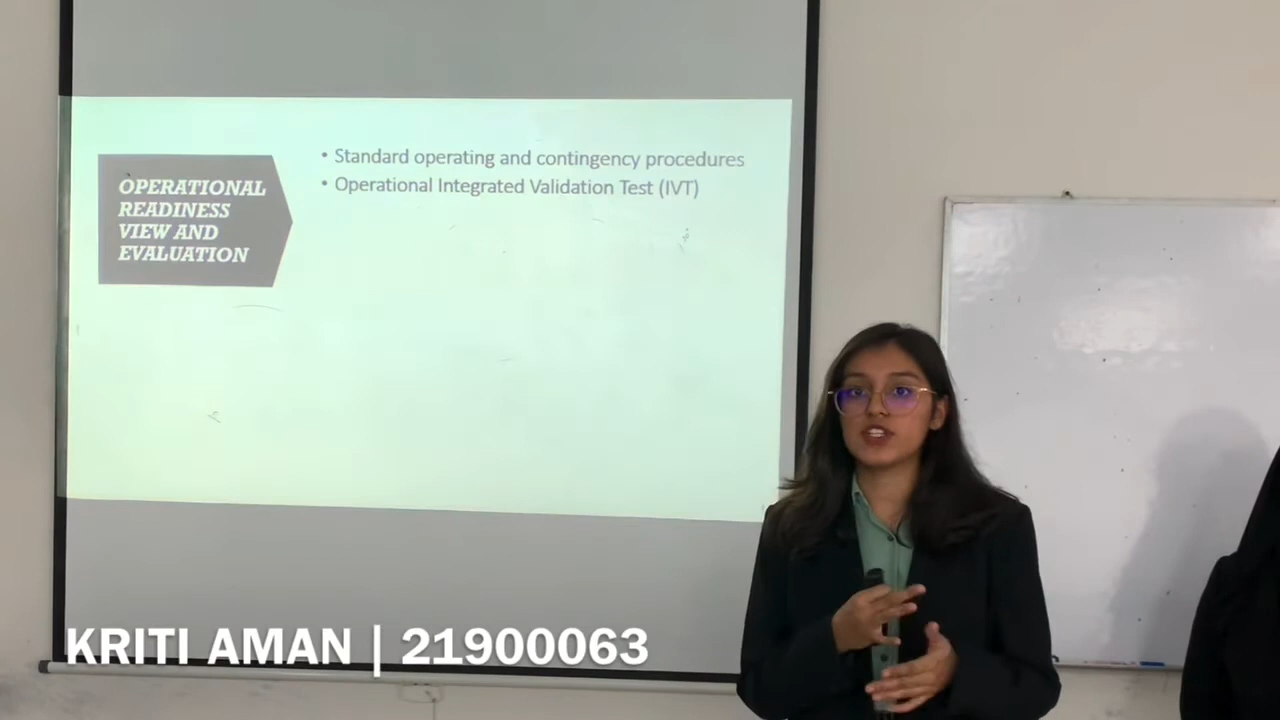 OPERATIONAL
READINESS
VIEW AND
EVALUATION
• Standard operating and contingency procedures
• Operational Integrated Validation Test (IVT)
KRITI AMAN | 21900063